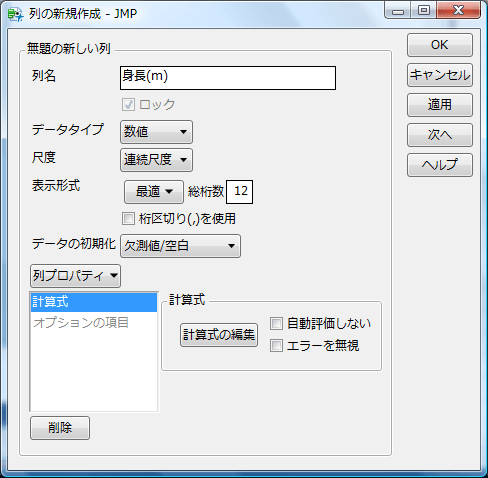 列の新規作成 - JMP
無題の新しい列
OK
列名 身長(m)
キャンセル
ロック
適用
データタイプ 数値
次へ
尺度 連続尺度
ヘルプ
表示形式 最適 総桁数 12
桁区切り(,)を使用
データの初期化 欠測値/空白
列プロパティ
計算式
オプションの項目
計算式
計算式の編集
自動評価しない
エラーを無視
削除